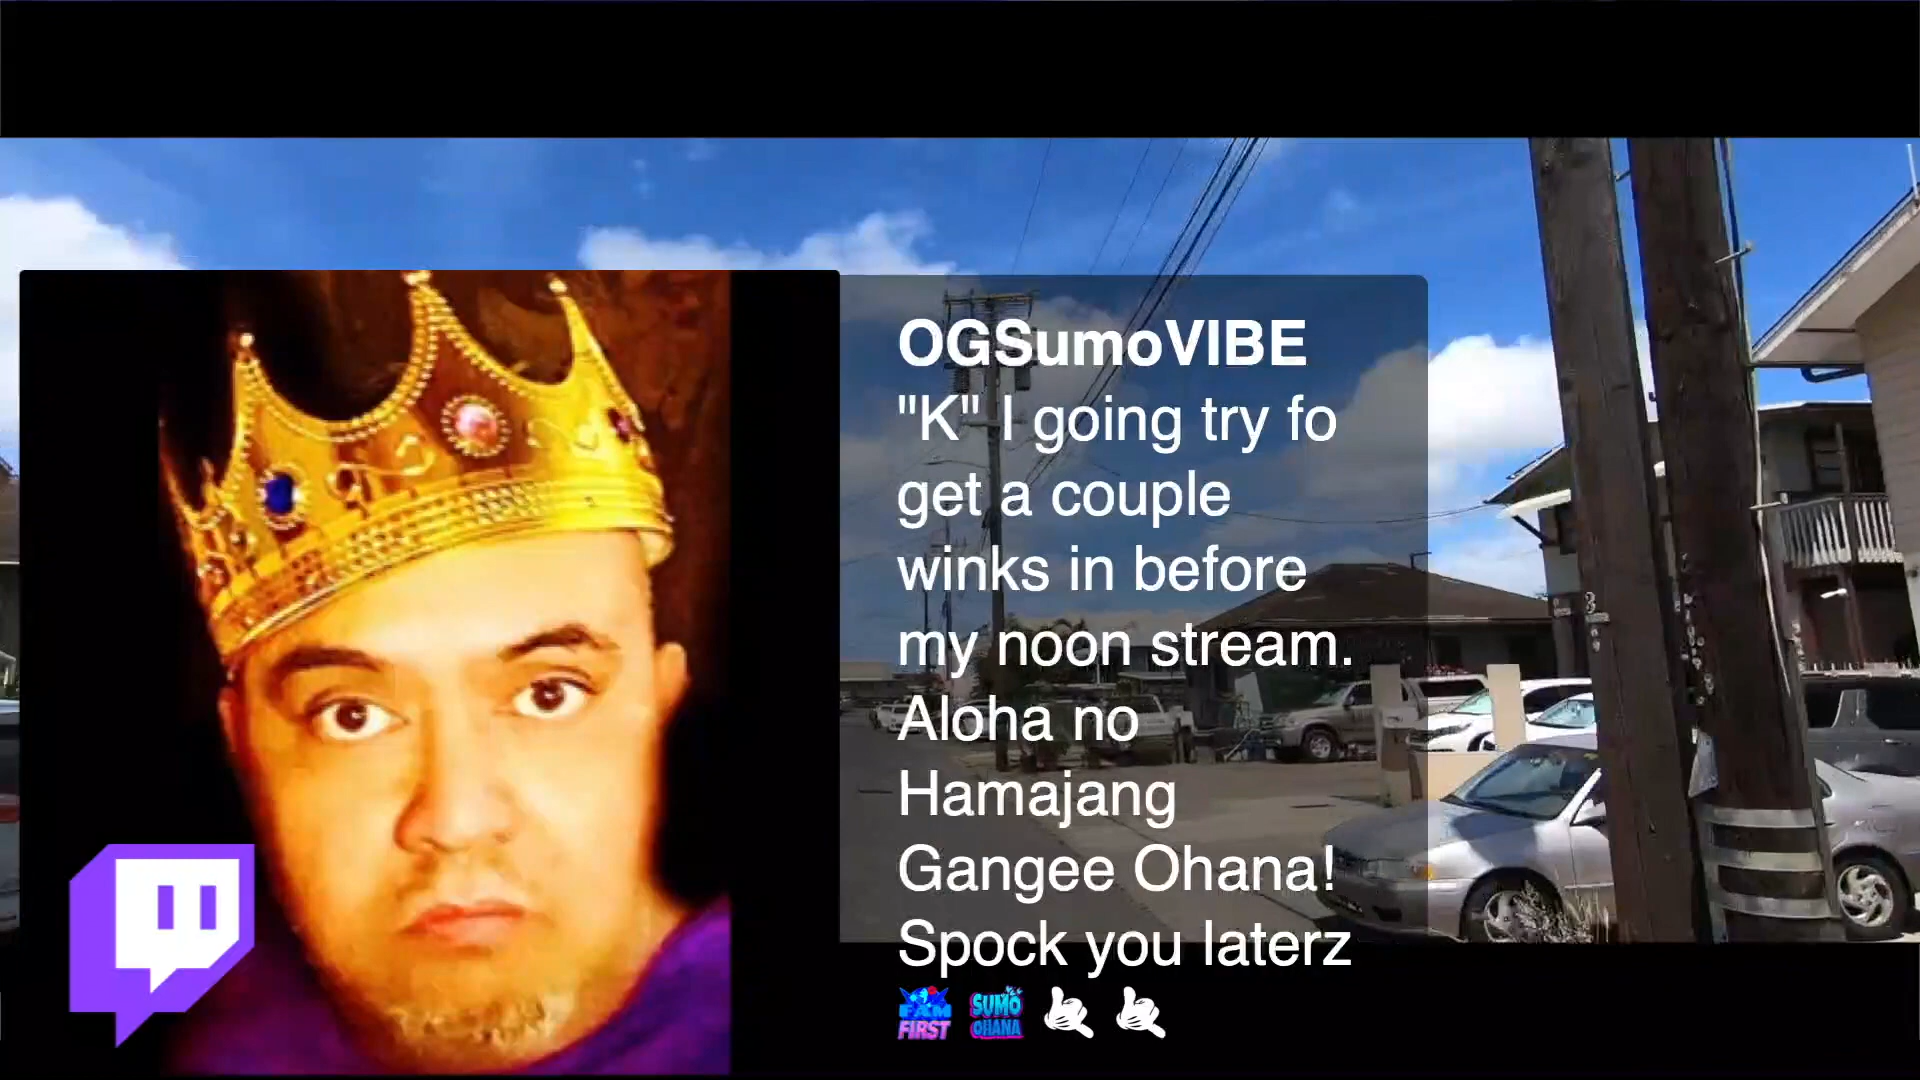 OGSumoVIBE
"K" I going try fo
get a couple
winks in before
my noon stream.
Aloha no
Hamajang
Gangee Ohana!
Spock you laterz
FAM
FIRST
SUMO
OHANA